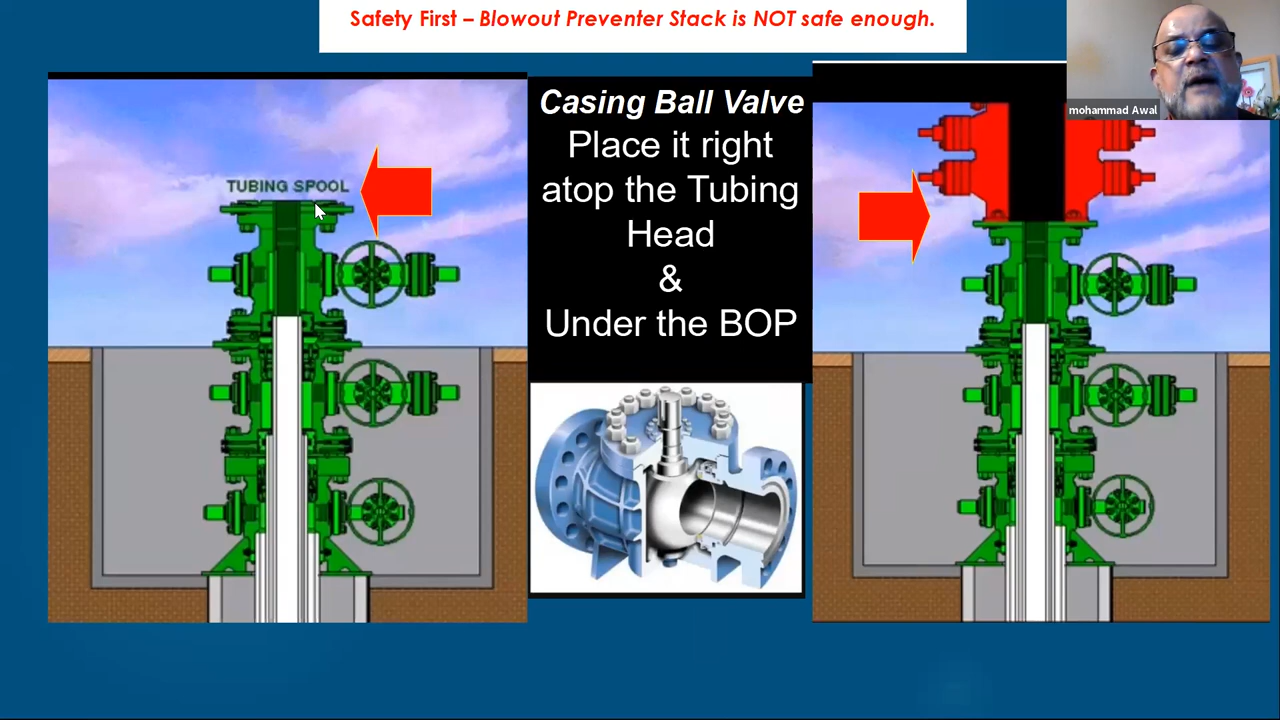 Safety First – Blowout Preventer Stack is NOT safe enough.
mohammad Awal
TUBING SPOOL
Casing Ball Valve
Place it right
atop the Tubing
Head
&
Under the BOP